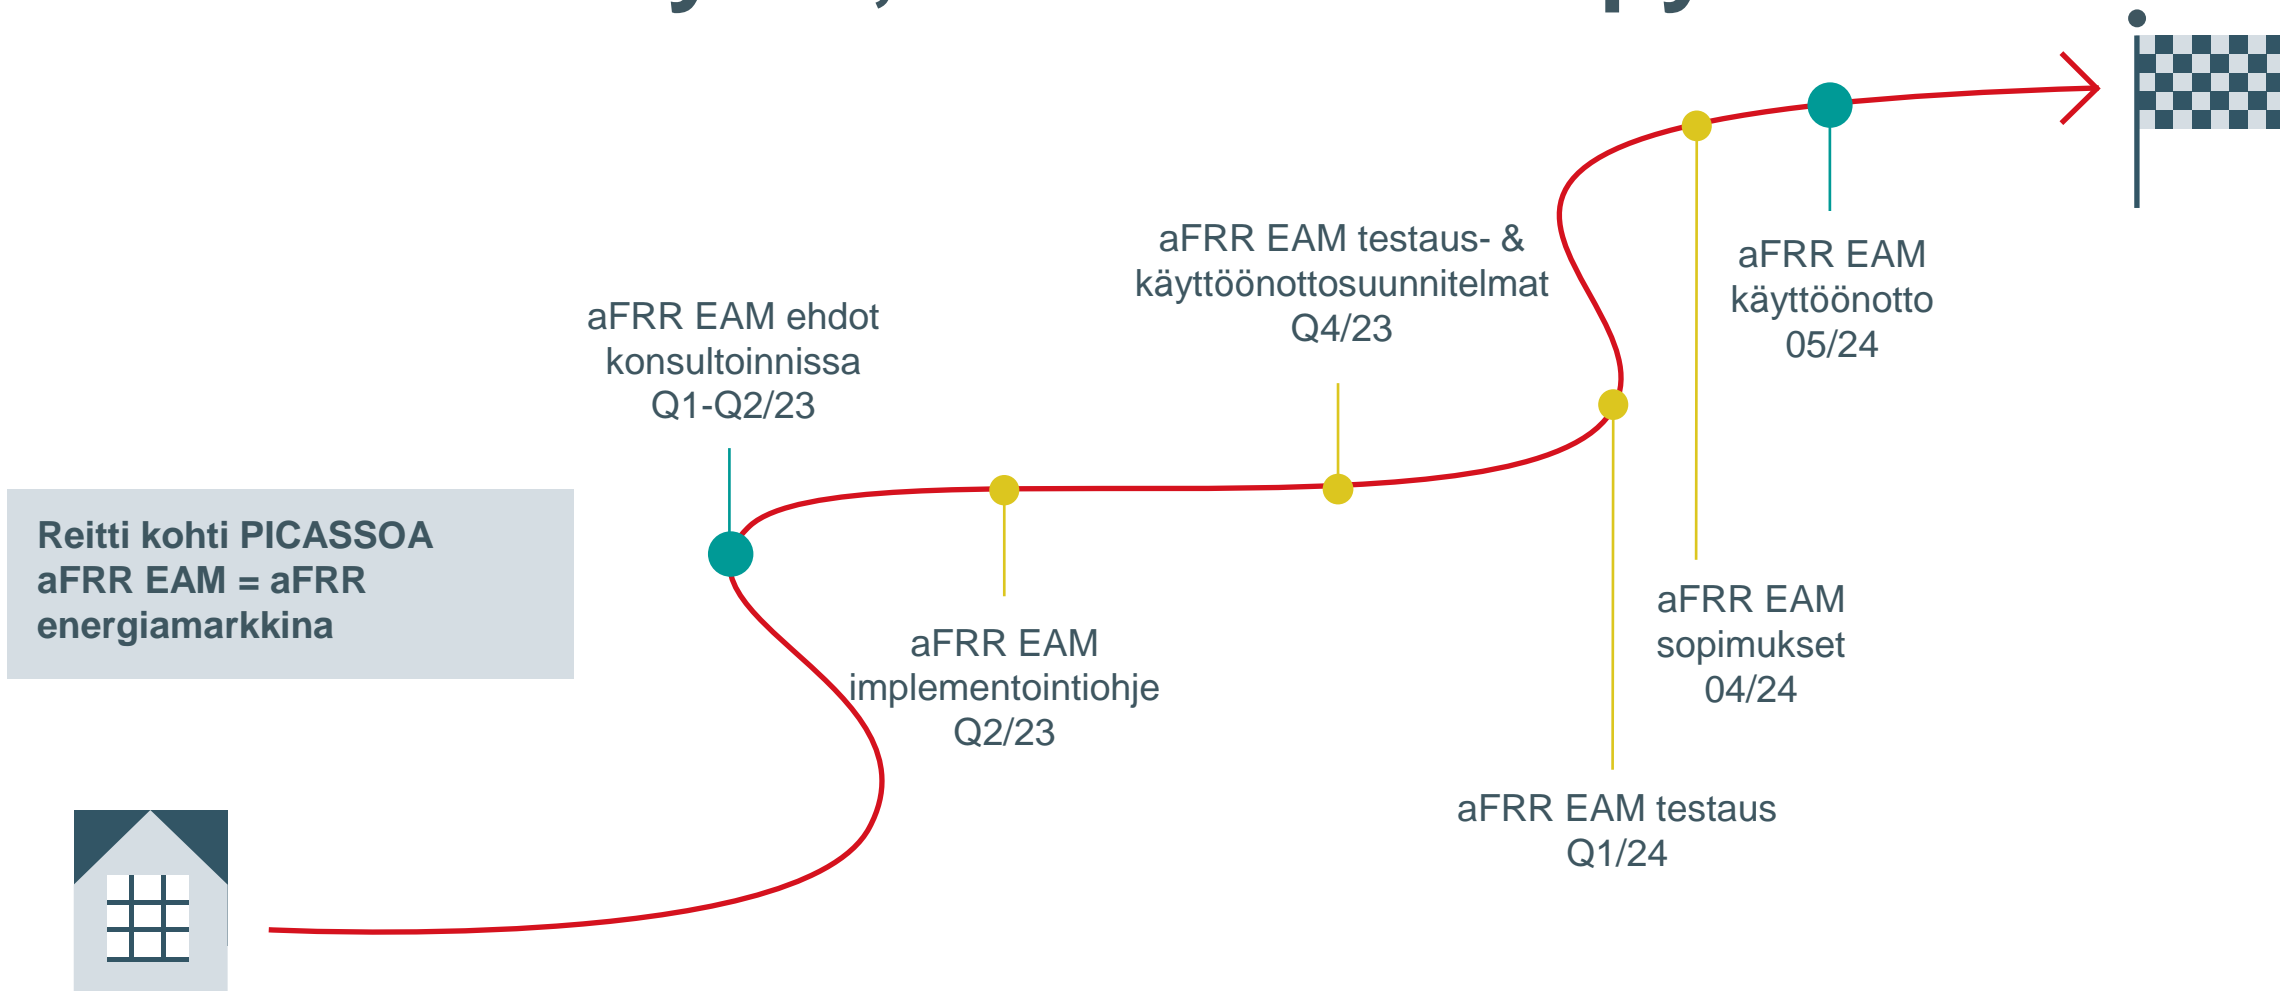 aFRR EAM testaus- &
käyttöönottosuunnitelmat
Q4/23
aFRR EAM
käyttöönotto
05/24
aFRR EAM ehdot
konsultoinnissa
Q1-Q2/23
Reitti kohti PICASSOA
aFRR EAM = aFRR
energiamarkkina
aFRR EAM
implementointiohje
Q2/23
aFRR EAM
sopimukset
04/24
aFRR EAM testaus
Q1/24